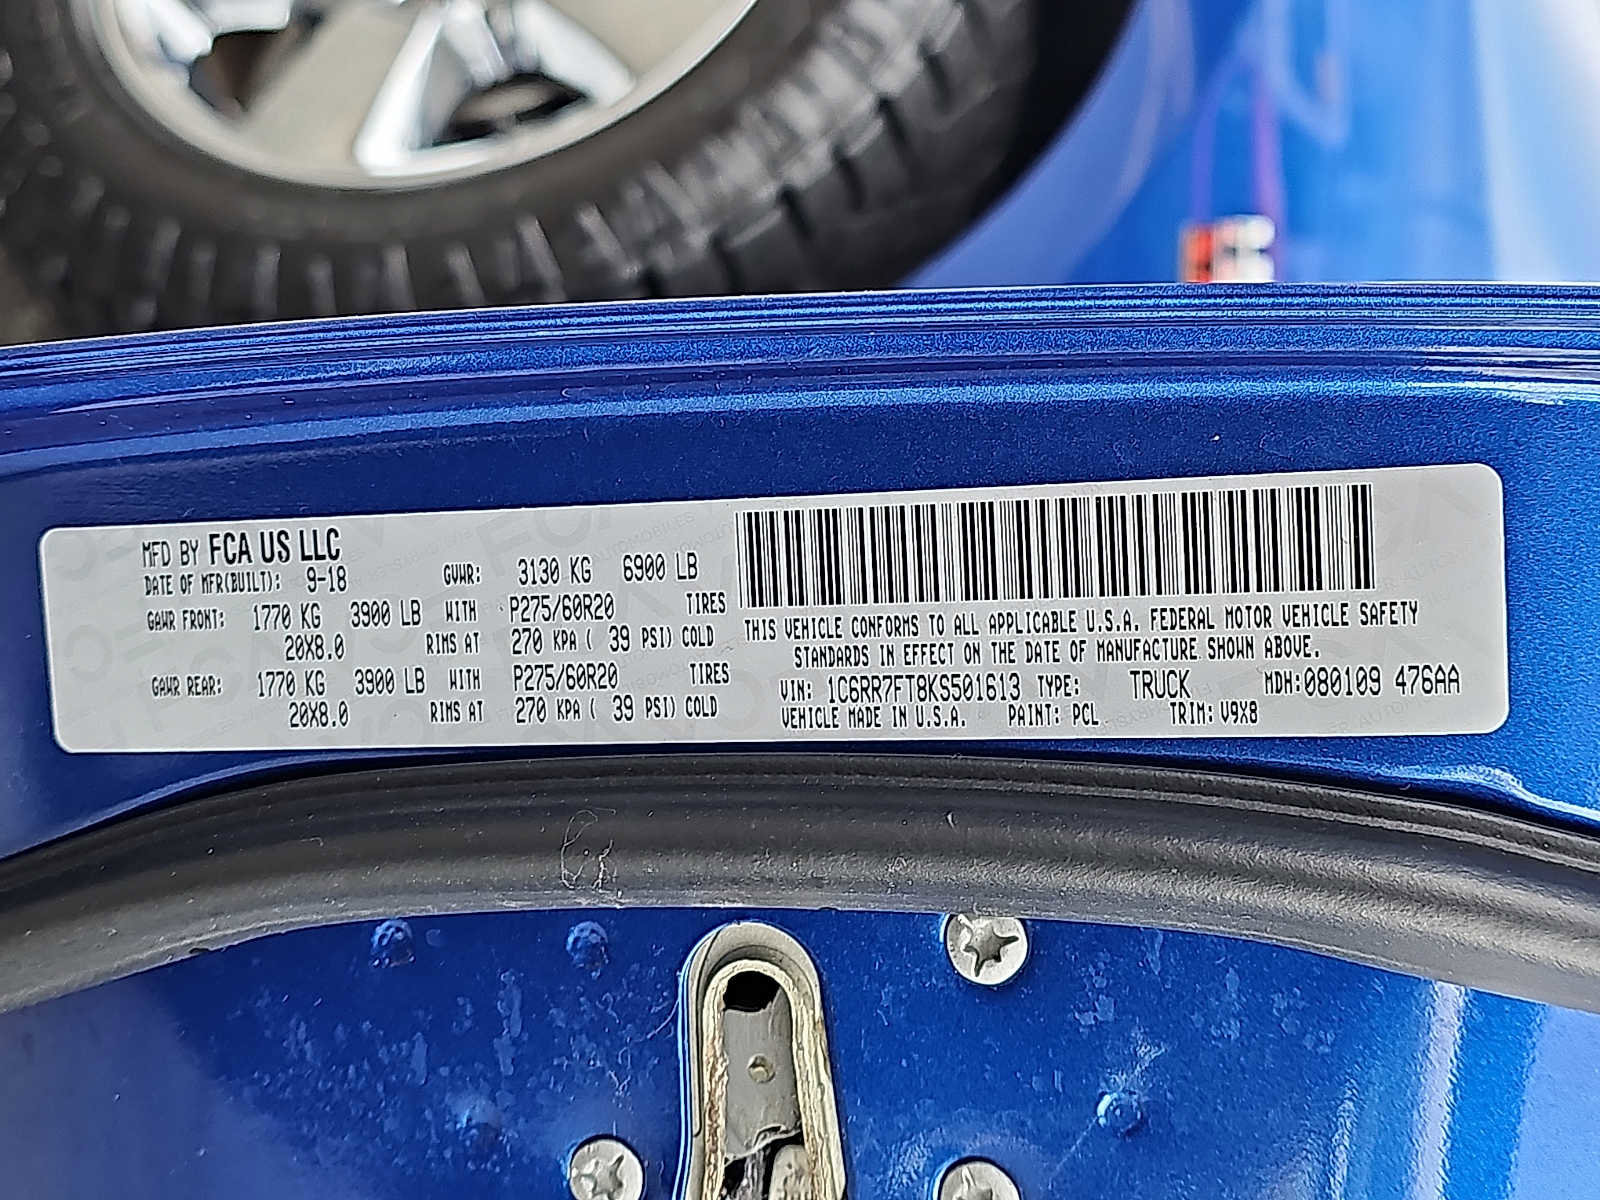 MFD BY FCA US LLC
DATE OF MFR(BUILT): 9-18 GVWR: 3130 KG 6900 LB
GAWR FRONT: 1770 KG 3900 LB WITH P275/60R20 TIRES
20X8.0 RIMS AT 270 KPA ( 39 PSI) COLD
GAWR REAR: 1770 KG 3900 LB WITH P275/60R20 TIRES
20X8.0 RIMS AT 270 KPA ( 39 PSI) COLD
THIS VEHICLE CONFORMS TO ALL APPLICABLE U.S.A. FEDERAL MOTOR VEHICLE SAFETY
STANDARDS IN EFFECT ON THE DATE OF MANUFACTURE SHOWN ABOVE.
VIN: 1C6RR7FT8KS501613 TYPE: TRUCK MDH:080109 476AA
VEHICLE MADE IN U.S.A. PAINT: PCL TRIM: V9X8